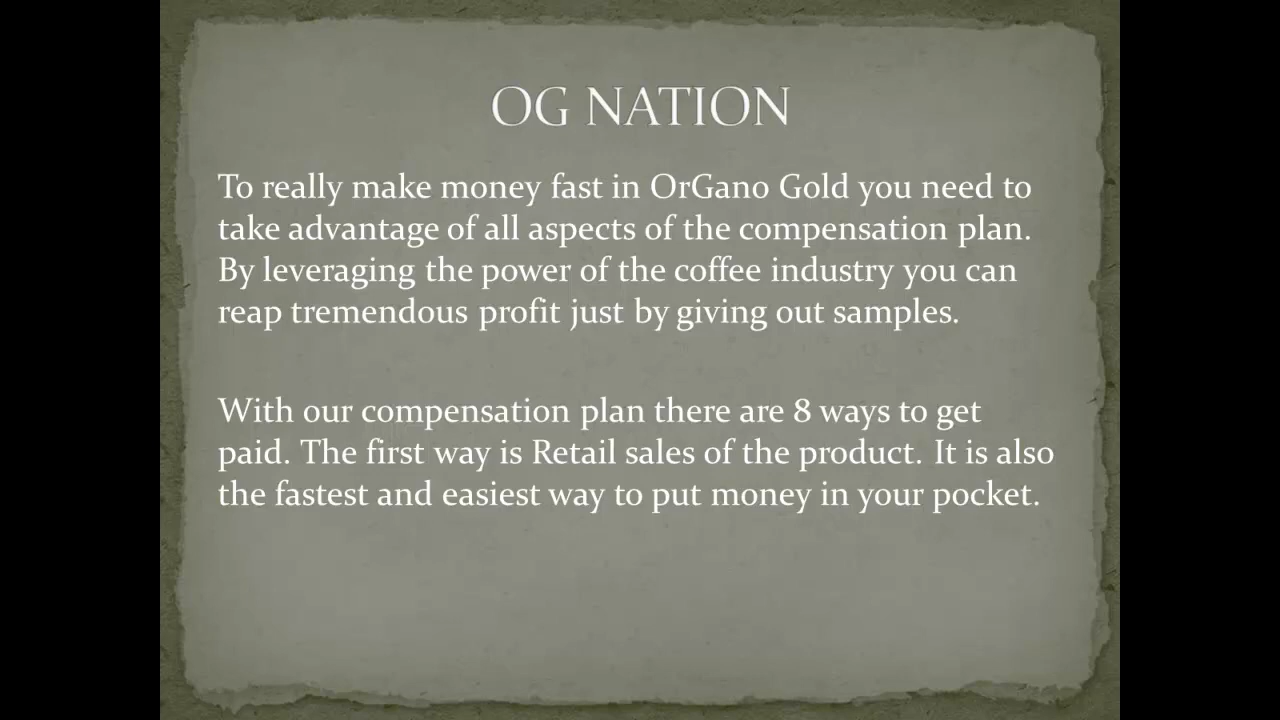 OG NATION
To really make money fast in OrGano Gold you need to
take advantage of all aspects of the compensation plan.
By leveraging the power of the coffee industry you can
reap tremendous profit just by giving out samples.
With our compensation plan there are 8 ways to get
paid. The first way is Retail sales of the product. It is also
the fastest and easiest way to put money in your pocket.